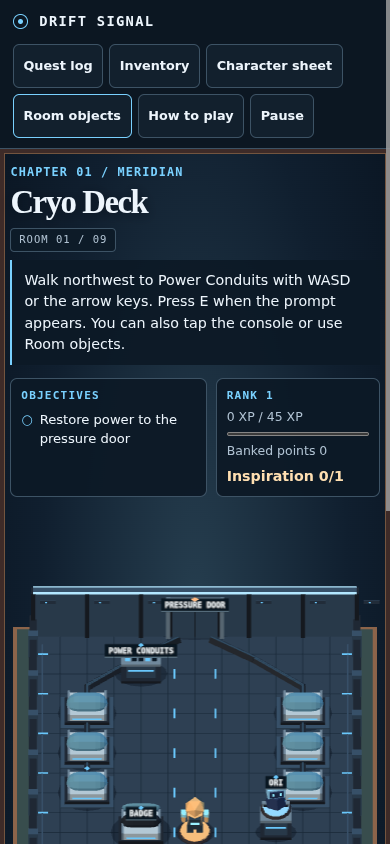 DRIFT SIGNAL
Quest log
Inventory
Character sheet
Room objects
How to play
Pause
CHAPTER 01 / MERIDIAN
Cryo Deck
ROOM 01 / 09
Walk northwest to Power Conduits with WASD
or the arrow keys. Press E when the prompt
appears. You can also tap the console or use
Room objects.
OBJECTIVES
Restore power to the
pressure door
RANK 1
0 XP / 45 XP
Banked points 0
Inspiration 0/1
PRESSURE DOOR
POWER CONDUITS
ORI
BADGE